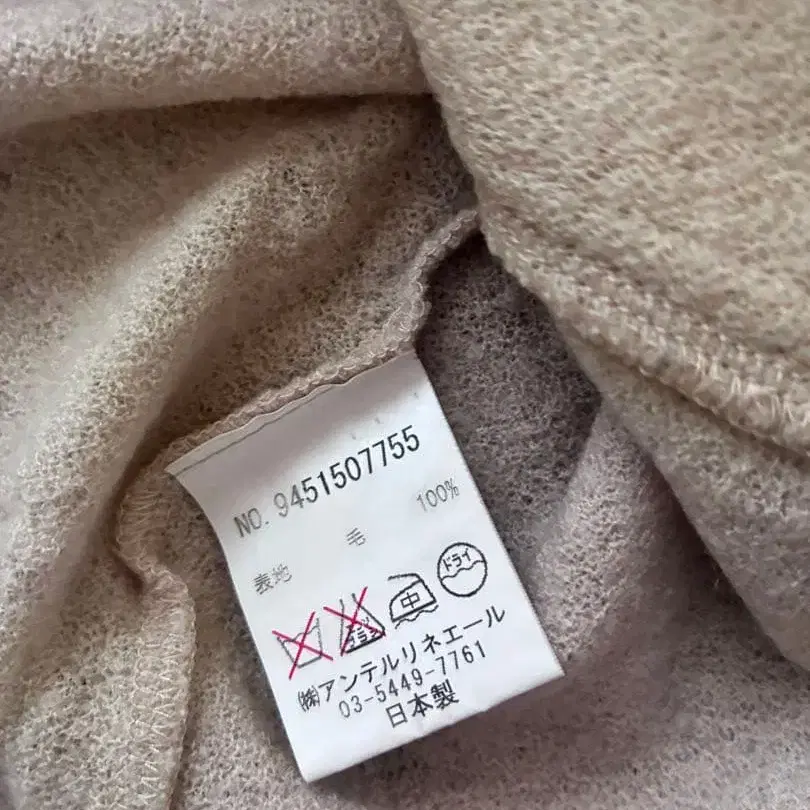 NO. 9451507755
表地 毛 100%
中 ドライ
㈱アンテルリネエール
03-5449-7761
日本製